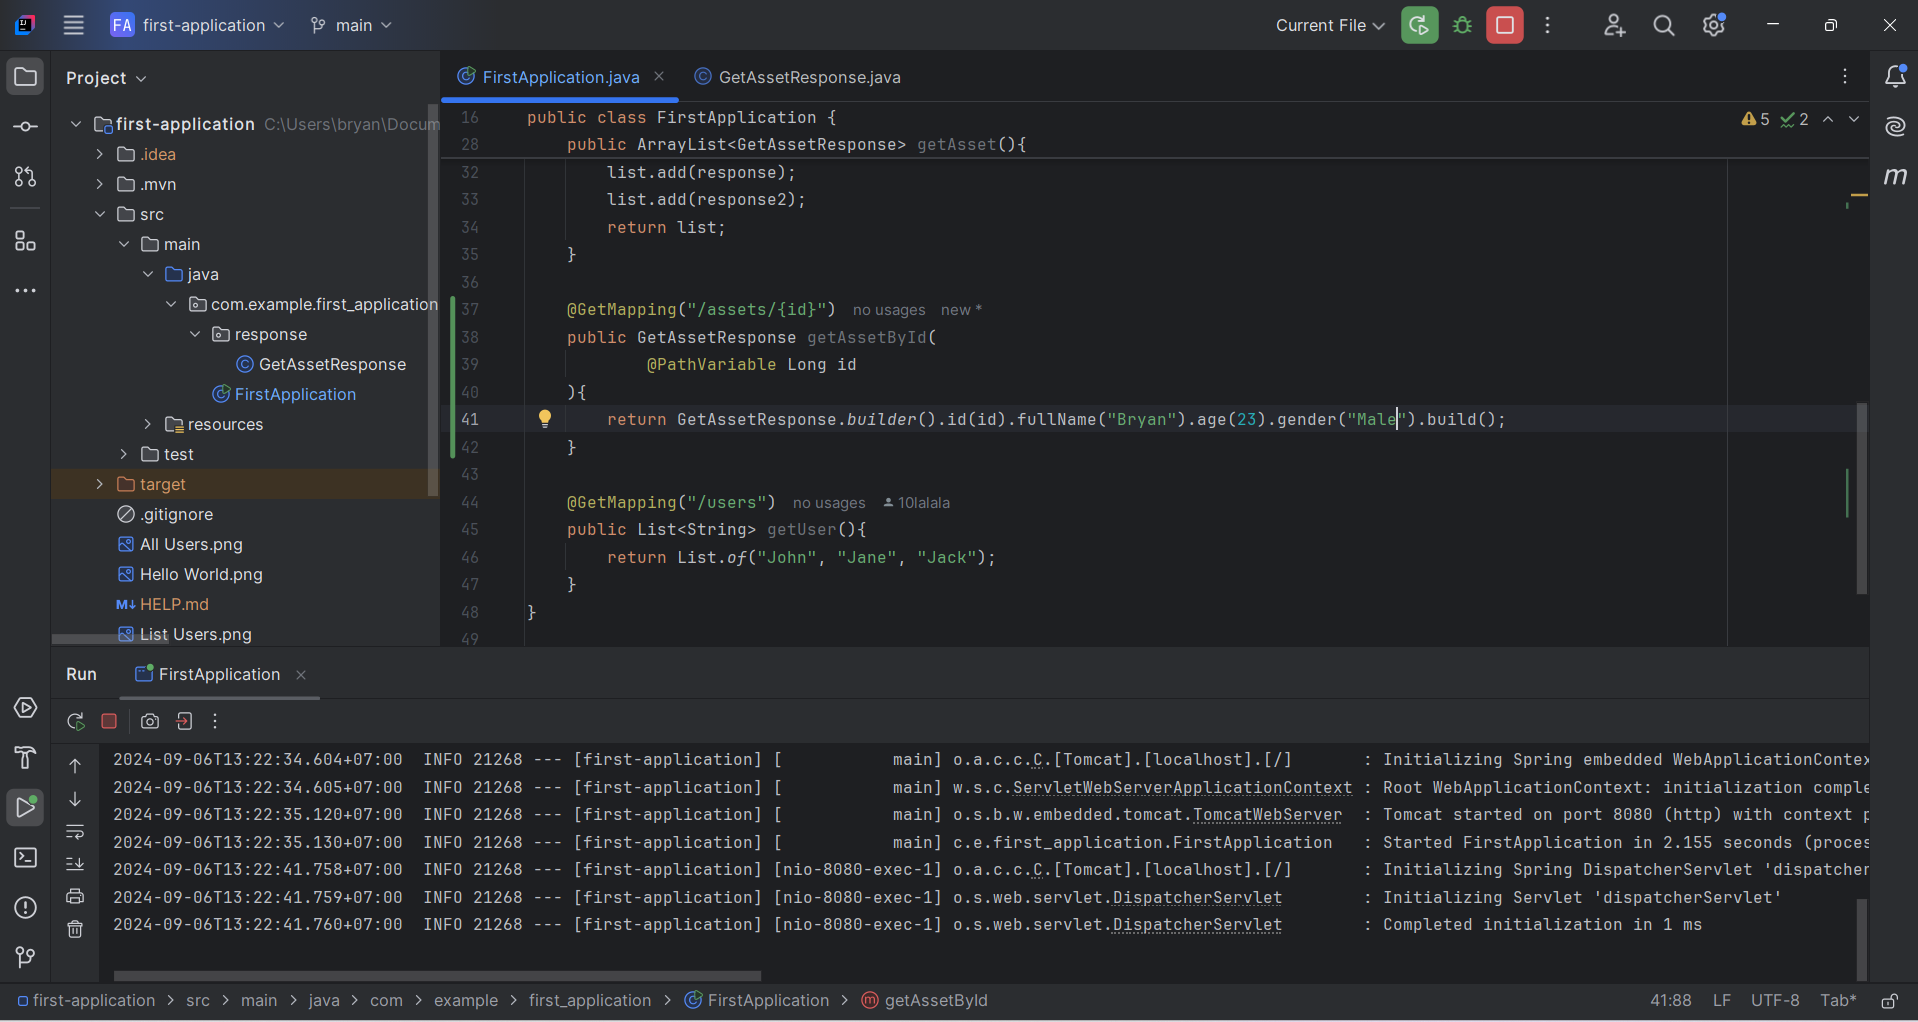 FA first-application main Current File
Project
first-application C:\Users\bryan\Docum
.idea
.mvn
src
main
java
com.example.first_application
response
GetAssetResponse
FirstApplication
resources
test
target
.gitignore
All Users.png
Hello World.png
M↓ HELP.md
List Users.png
FirstApplication.java GetAssetResponse.java
16 public class FirstApplication { 5 2
28 public ArrayList<GetAssetResponse> getAsset(){
32 list.add(response);
33 list.add(response2);
34 return list;
35 }
36
37 @GetMapping("/assets/{id}") no usages new *
38 public GetAssetResponse getAssetById(
39 @PathVariable Long id
40 ){
41 return GetAssetResponse.builder().id(id).fullName("Bryan").age(23).gender("Male").build();
42 }
43
44 @GetMapping("/users") no usages 10lalala
45 public List<String> getUser(){
46 return List.of("John", "Jane", "Jack");
47 }
48 }
49
m
Run FirstApplication
2024-09-06T13:22:34.604+07:00 INFO 21268 --- [first-application] [ main] o.a.c.c.C.[Tomcat].[localhost].[/] : Initializing Spring embedded WebApplicationContex
2024-09-06T13:22:34.605+07:00 INFO 21268 --- [first-application] [ main] w.s.c.ServletWebServerApplicationContext : Root WebApplicationContext: initialization comple
2024-09-06T13:22:35.120+07:00 INFO 21268 --- [first-application] [ main] o.s.b.w.embedded.tomcat.TomcatWebServer : Tomcat started on port 8080 (http) with context p
2024-09-06T13:22:35.130+07:00 INFO 21268 --- [first-application] [ main] c.e.first_application.FirstApplication : Started FirstApplication in 2.155 seconds (proces
2024-09-06T13:22:41.758+07:00 INFO 21268 --- [first-application] [nio-8080-exec-1] o.a.c.c.C.[Tomcat].[localhost].[/] : Initializing Spring DispatcherServlet 'dispatcher
2024-09-06T13:22:41.759+07:00 INFO 21268 --- [first-application] [nio-8080-exec-1] o.s.web.servlet.DispatcherServlet : Initializing Servlet 'dispatcherServlet'
2024-09-06T13:22:41.760+07:00 INFO 21268 --- [first-application] [nio-8080-exec-1] o.s.web.servlet.DispatcherServlet : Completed initialization in 1 ms
first-application > src > main > java > com > example > first_application > FirstApplication > m getAssetById 41:88 LF UTF-8 Tab*